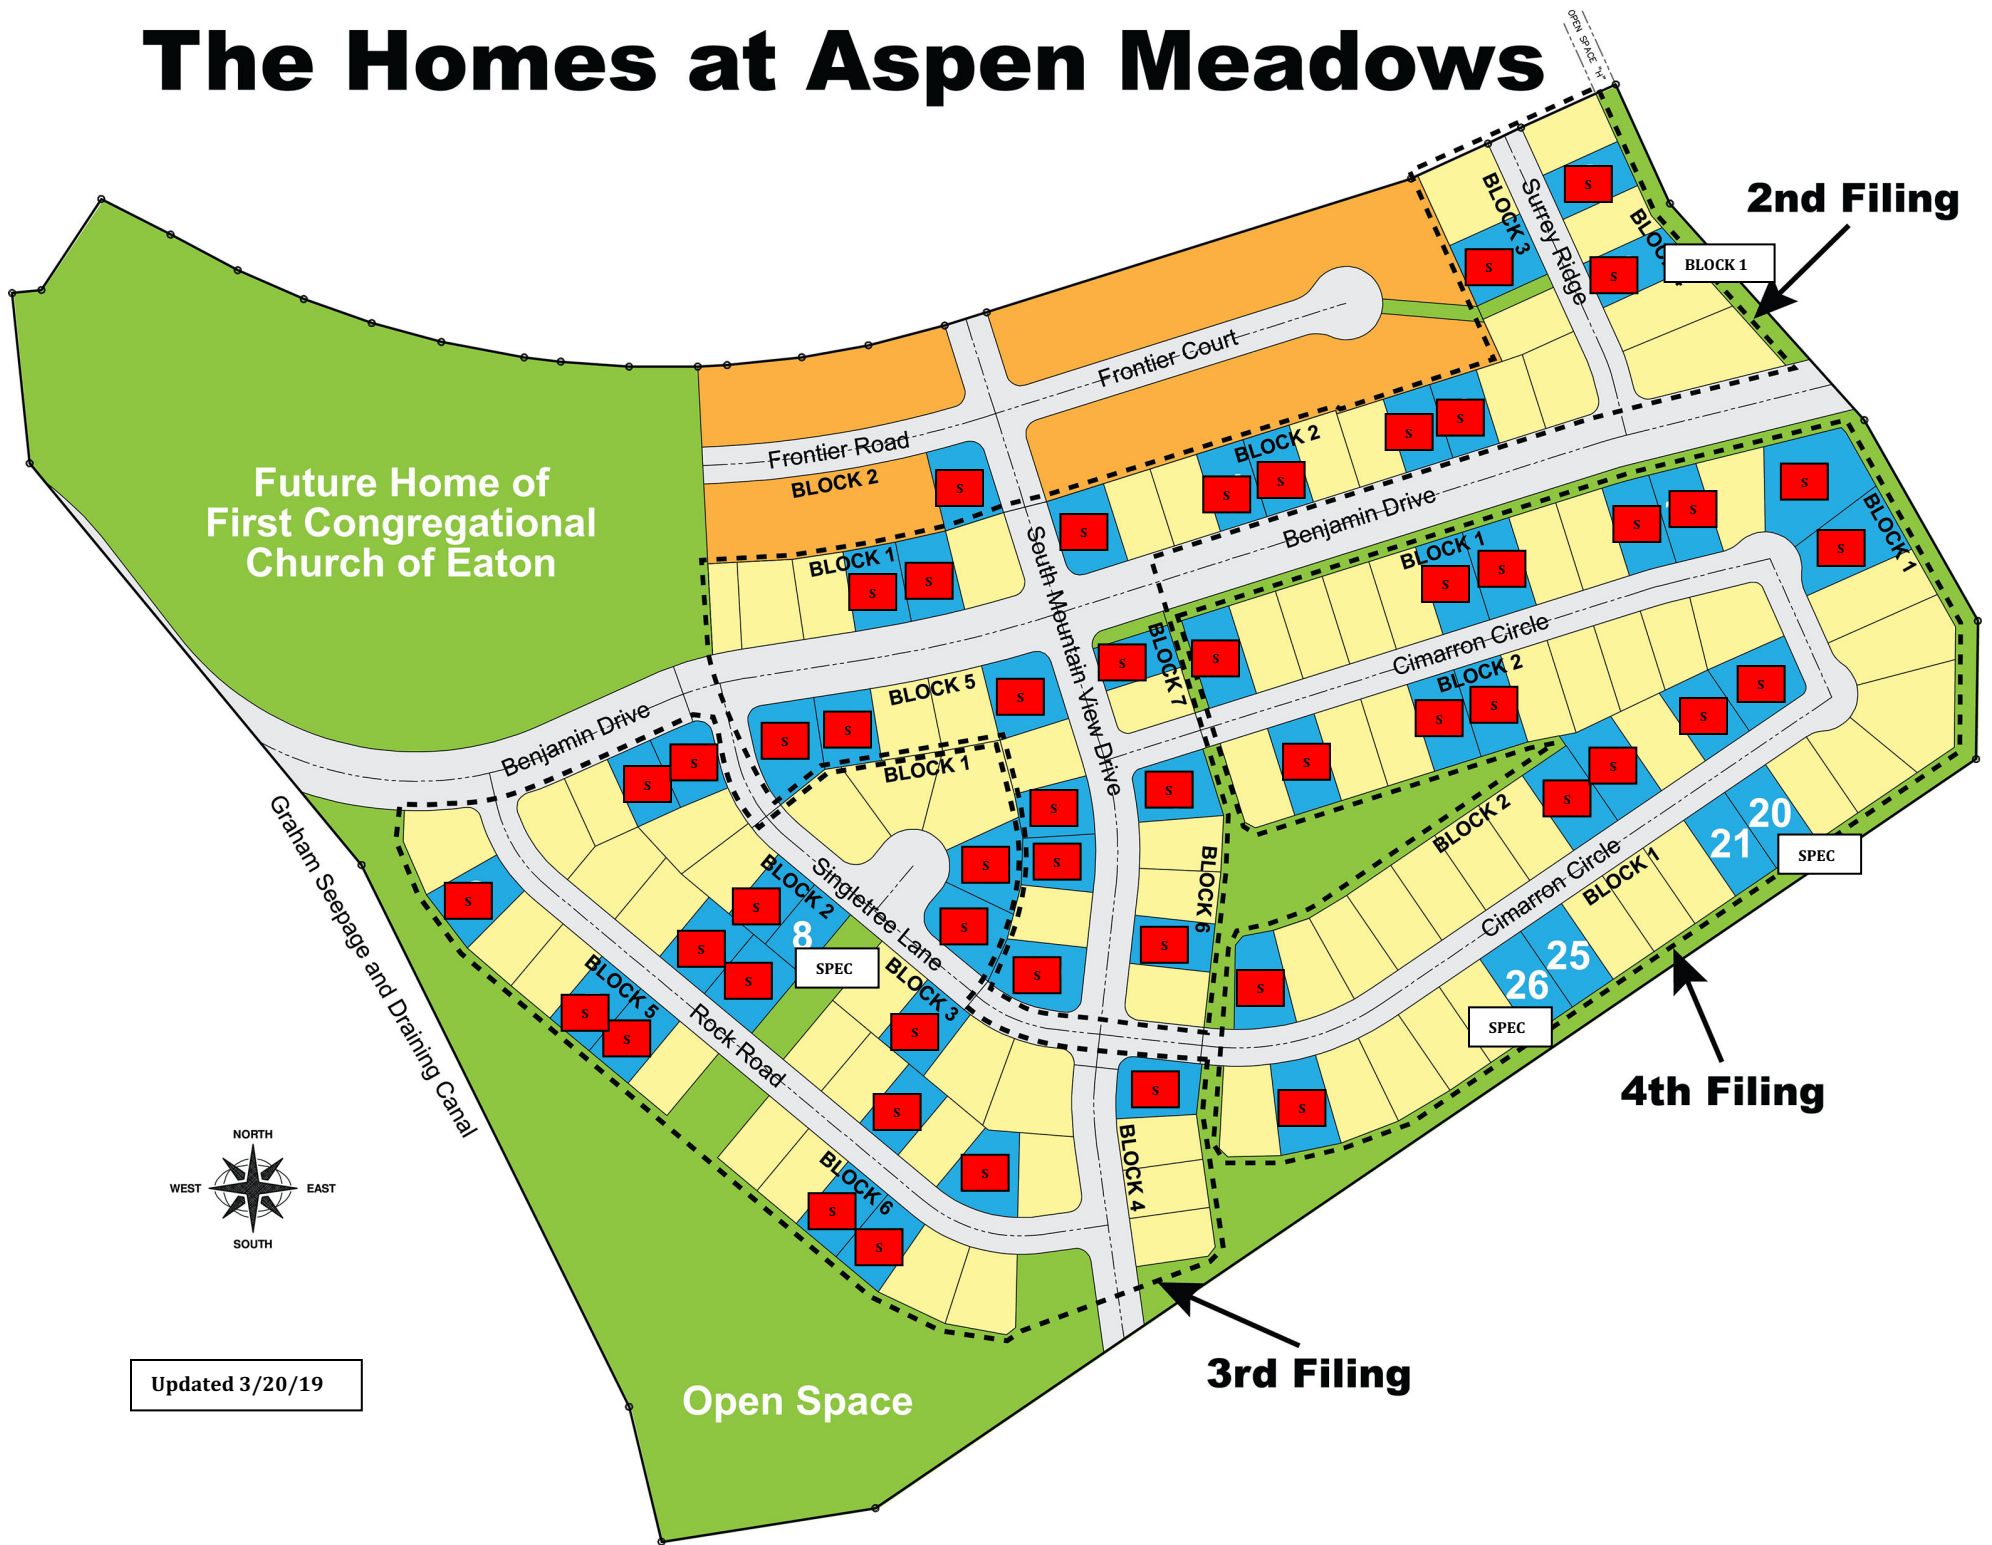 The Homes at Aspen Meadows
OPEN SPACE "H"
2nd Filing
BLOCK 3
Surrey Ridge
BLOCK 1
S
S
S
Frontier Court
Frontier Road
BLOCK 2
S
BLOCK 2
S
S
S
S
S
Future Home of
First Congregational
Church of Eaton
BLOCK 1
S
S
South Mountain View Drive
Benjamin Drive
BLOCK 1
S
S
S
S
S
S
BLOCK 1
S
BLOCK 7
S
Cimarron Circle
BLOCK 2
S
S
S
S
S
S
S
Benjamin Drive
BLOCK 5
S
S
S
BLOCK 1
S
S
S
S
S
S
S
BLOCK 6
S
S
BLOCK 2
BLOCK 1
Cimarron Circle
20
21
SPEC
25
26
SPEC
S
S
4th Filing
Graham Seepage and Draining Canal
S
BLOCK 2
Singletree Lane
S
S
S
8
SPEC
BLOCK 5
S
S
Rock Road
BLOCK 3
S
S
S
S
BLOCK 4
BLOCK 6
S
S
3rd Filing
NORTH
WEST
EAST
SOUTH
Updated 3/20/19
Open Space